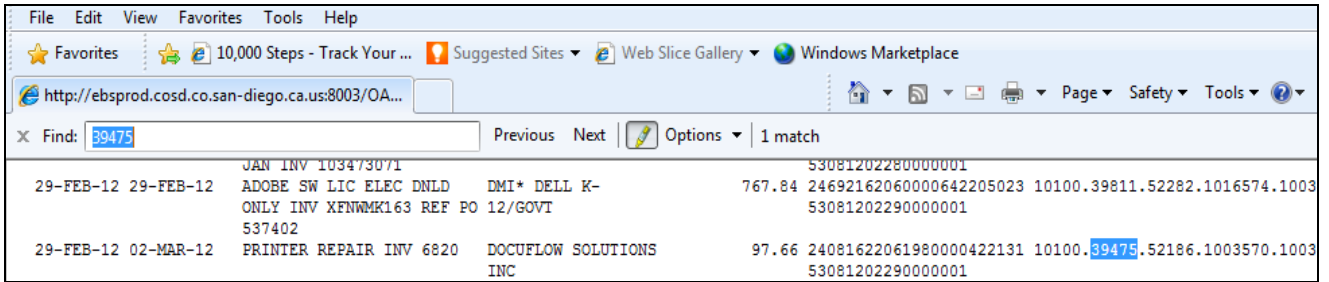 File Edit View Favorites Tools Help
Favorites 10,000 Steps - Track Your ... Suggested Sites ▼ Web Slice Gallery ▼ Windows Marketplace
http://ebsprod.cosd.co.san-diego.ca.us:8003/OA... Page ▼ Safety ▼ Tools ▼
x Find: 39475 Previous Next Options ▼ 1 match
JAN INV 103473071 53081202280000001
29-FEB-12 29-FEB-12 ADOBE SW LIC ELEC DNLD DMI* DELL K- 767.84 24692162060000642205023 10100.39811.52282.1016574.1003
ONLY INV XFNWMK163 REF PO 12/GOVT 53081202290000001
537402
29-FEB-12 02-MAR-12 PRINTER REPAIR INV 6820 DOCUFLOW SOLUTIONS 97.66 24081622061980000422131 10100.39475.52186.1003570.1003
INC 53081202290000001